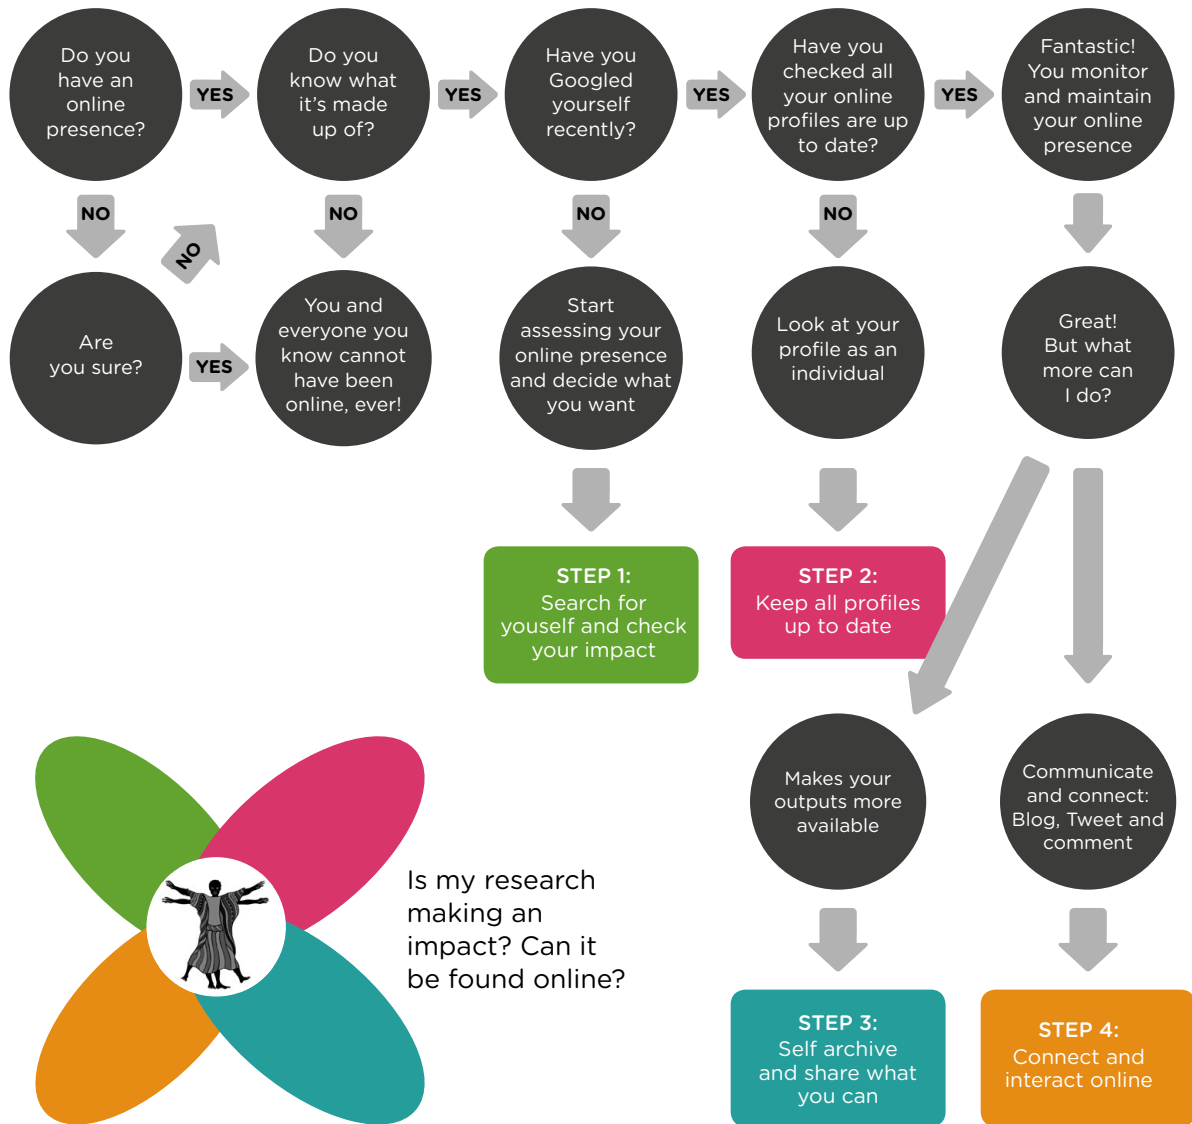 Do you
have an
online
presence?
YES
Do you
know what
it's made
up of?
YES
Have you
Googled
yourself
recently?
YES
Have you
checked all
your online
profiles are up
to date?
YES
Fantastic!
You monitor
and maintain
your online
presence
NO
NO
NO
NO
NO
Are
you sure?
YES
You and
everyone you
know cannot
have been
online, ever!
Start
assessing your
online presence
and decide what
you want
Look at your
profile as an
individual
Great!
But what
more can
I do?
STEP 1:
Search for
youself and check
your impact
STEP 2:
Keep all profiles
up to date
Makes your
outputs more
available
Communicate
and connect:
Blog, Tweet and
comment
Is my research
making an
impact? Can it
be found online?
STEP 3:
Self archive
and share what
you can
STEP 4:
Connect and
interact online